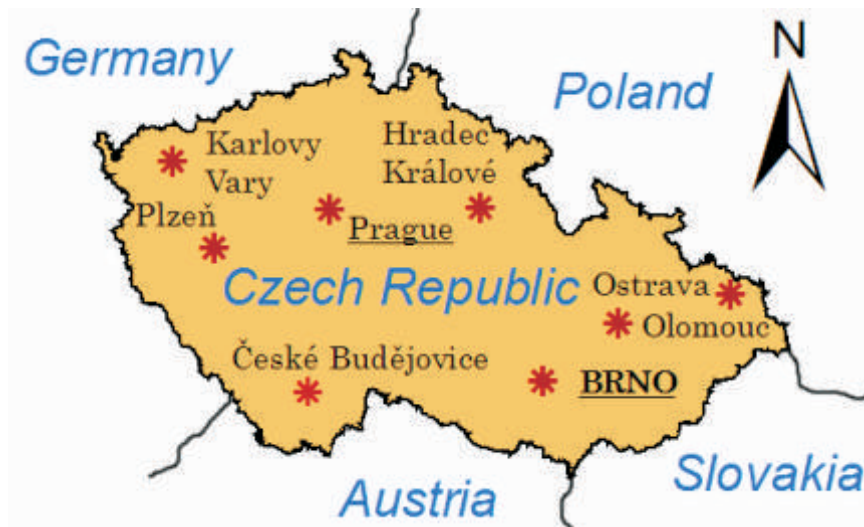 N
Germany
Poland
Karlovy
Vary
Hradec
Králové
Plzeň
Prague
Czech Republic
Ostrava
Olomouc
České Budějovice
BRNO
Slovakia
Austria